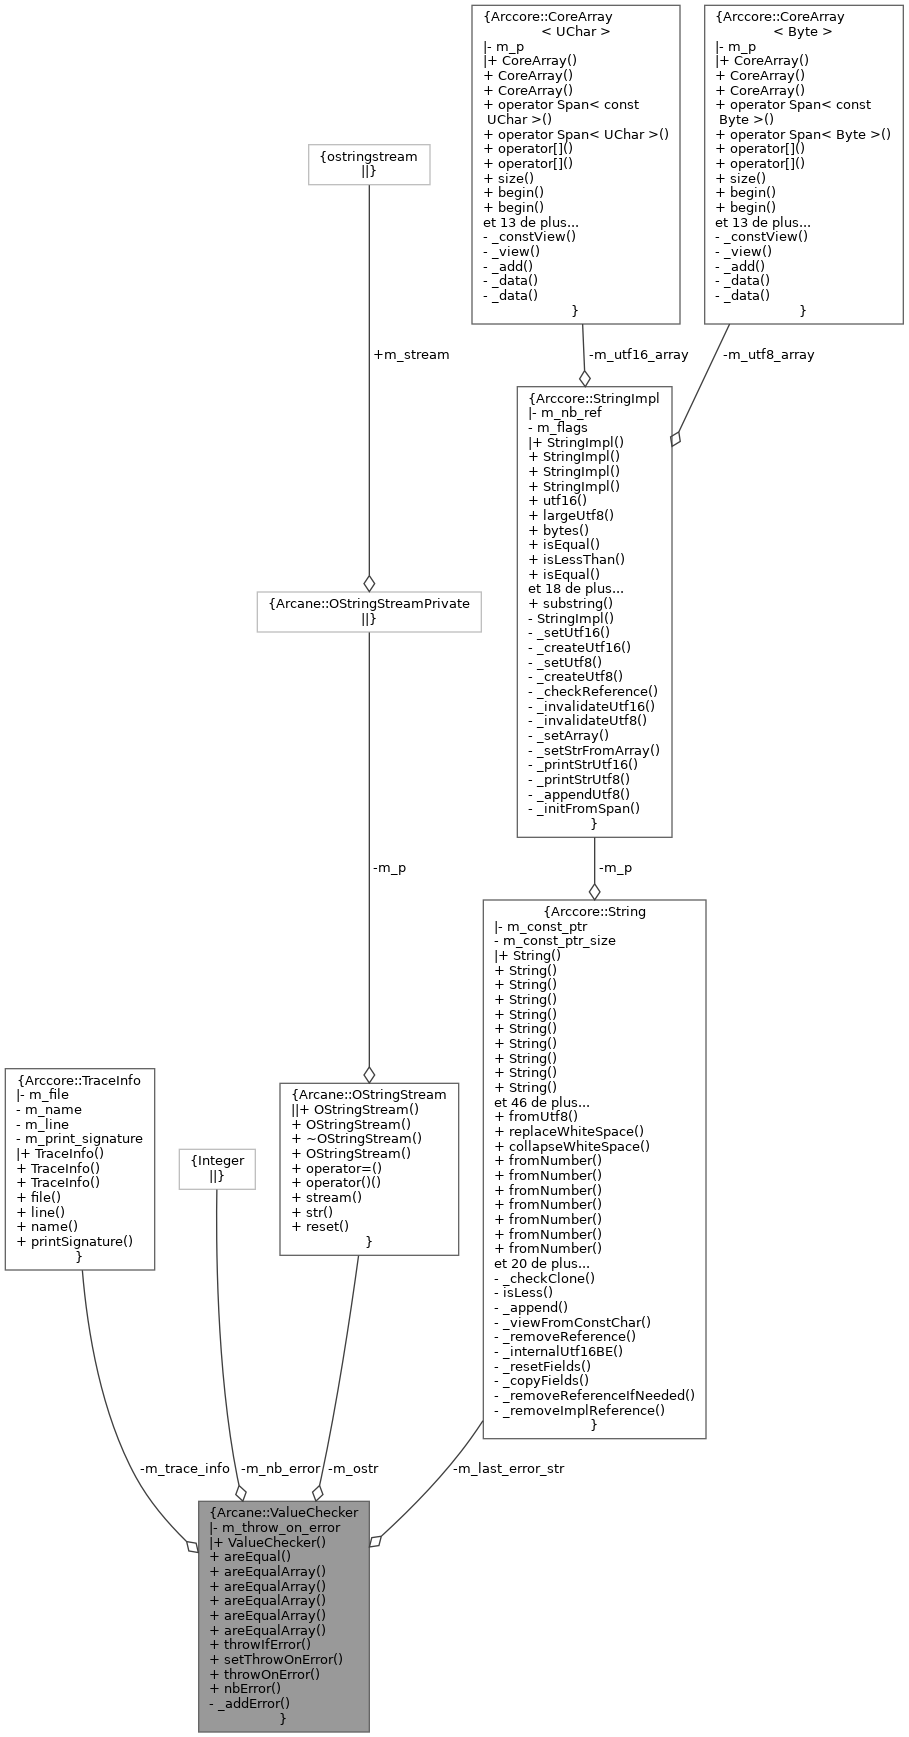 {Arccore::CoreArray
< UChar >
|- m_p
|+ CoreArray()
+ CoreArray()
+ CoreArray()
+ operator Span< const
UChar >()
+ operator Span< UChar >()
+ operator[]()
+ operator[]()
+ size()
+ begin()
+ begin()
et 13 de plus...
- _constView()
- _view()
- _add()
- _data()
- _data()
}
{Arccore::CoreArray
< Byte >
|- m_p
|+ CoreArray()
+ CoreArray()
+ CoreArray()
+ operator Span< const
Byte >()
+ operator Span< Byte >()
+ operator[]()
+ operator[]()
+ size()
+ begin()
+ begin()
et 13 de plus...
- _constView()
- _view()
- _add()
- _data()
- _data()
}
{ostringstream
||}
+m_stream
-m_utf16_array
-m_utf8_array
{Arccore::StringImpl
|- m_nb_ref
- m_flags
|+ StringImpl()
+ StringImpl()
+ StringImpl()
+ StringImpl()
+ utf16()
+ largeUtf8()
+ bytes()
+ isEqual()
+ isLessThan()
+ isEqual()
et 18 de plus...
+ substring()
- StringImpl()
- _setUtf16()
- _createUtf16()
- _setUtf8()
- _createUtf8()
- _checkReference()
- _invalidateUtf16()
- _invalidateUtf8()
- _setArray()
- _setStrFromArray()
- _printStrUtf16()
- _printStrUtf8()
- _appendUtf8()
- _initFromSpan()
}
{Arcane::OStringStreamPrivate
||}
-m_p
-m_p
{Arccore::String
|- m_const_ptr
- m_const_ptr_size
|+ String()
+ String()
+ String()
+ String()
+ String()
+ String()
+ String()
+ String()
+ String()
+ String()
et 46 de plus...
+ fromUtf8()
+ replaceWhiteSpace()
+ collapseWhiteSpace()
+ fromNumber()
+ fromNumber()
+ fromNumber()
+ fromNumber()
+ fromNumber()
+ fromNumber()
+ fromNumber()
et 20 de plus...
- _checkClone()
- isLess()
- _append()
- _viewFromConstChar()
- _removeReference()
- _internalUtf16BE()
- _resetFields()
- _copyFields()
- _removeReferenceIfNeeded()
- _removeImplReference()
}
{Arccore::TraceInfo
|- m_file
- m_name
- m_line
- m_print_signature
|+ TraceInfo()
+ TraceInfo()
+ TraceInfo()
+ file()
+ line()
+ name()
+ printSignature()
}
{Integer
||}
{Arcane::OStringStream
||+ OStringStream()
+ OStringStream()
+ ~OStringStream()
+ OStringStream()
+ operator=()
+ operator()()
+ stream()
+ str()
+ reset()
}
-m_trace_info
-m_nb_error
-m_ostr
-m_last_error_str
{Arcane::ValueChecker
|- m_throw_on_error
|+ ValueChecker()
+ areEqual()
+ areEqualArray()
+ areEqualArray()
+ areEqualArray()
+ areEqualArray()
+ areEqualArray()
+ throwIfError()
+ setThrowOnError()
+ throwOnError()
+ nbError()
- _addError()
}